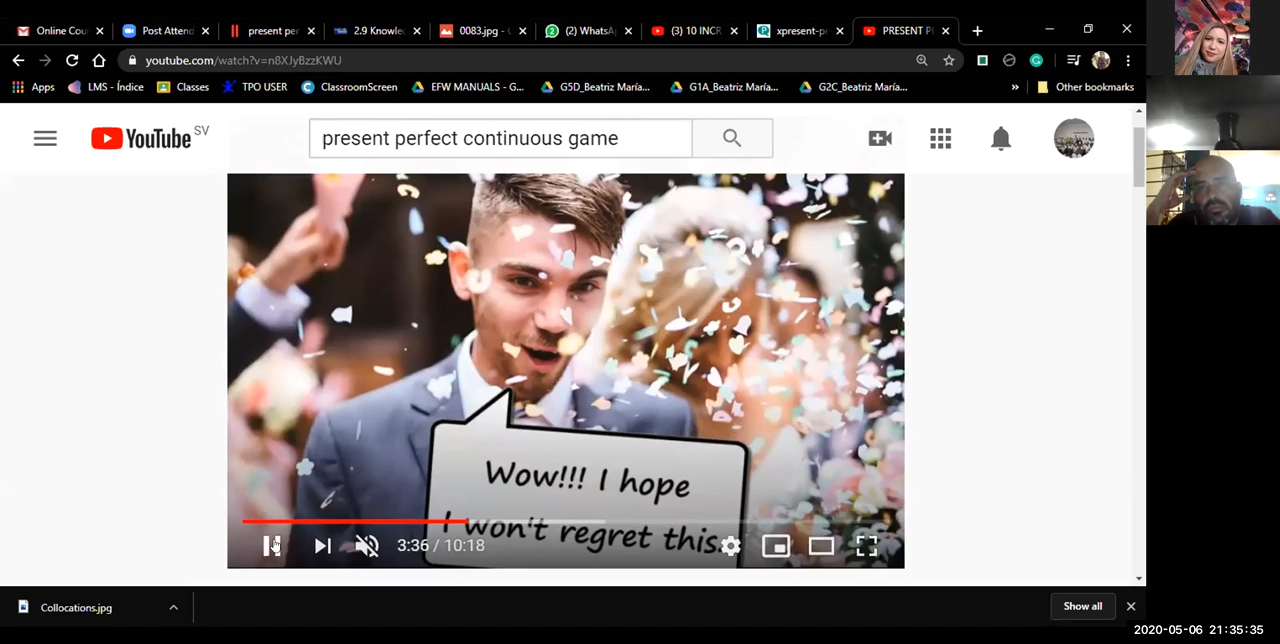 Online Cou
Post Attend
present per
2.9 Knowle
0083.jpg -
(2) WhatsA
(3) 10 INCR
xpresent-p
PRESENT P
youtube.com/watch?v=n8XJyBzzKWU
Apps
LMS - Índice
Classes
TPO USER
ClassroomScreen
EFW MANUALS - G...
G5D_Beatriz María...
G1A_Beatriz María...
G2C_Beatriz María...
»
Other bookmarks
YouTube SV
present perfect continuous game
Wow!!! I hope
I won't regret this.
3:36 / 10:18
Collocations.jpg
Show all
2020-05-06 21:35:35